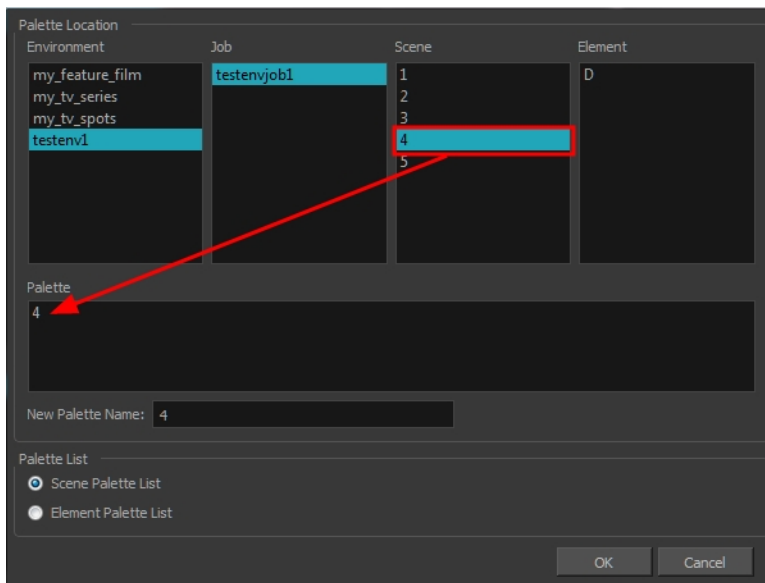 Palette Location
Environment
Job
Scene
Element
my_feature_film
my_tv_series
my_tv_spots
testenv1
testenvjob1
1
2
3
4
5
D
Palette
4
New Palette Name: 4
Palette List
Scene Palette List
Element Palette List
OK
Cancel